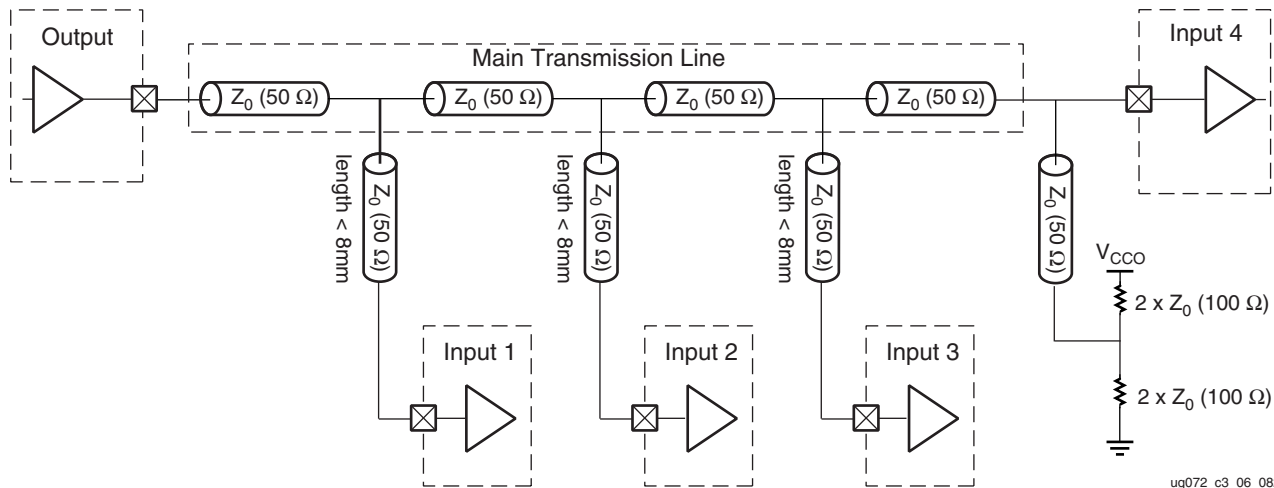 Output
Main Transmission Line
Input 4
Z0 (50 Ω)
Z0 (50 Ω)
Z0 (50 Ω)
Z0 (50 Ω)
length < 8mm
Z0 (50 Ω)
length < 8mm
Z0 (50 Ω)
length < 8mm
Z0 (50 Ω)
Z0 (50 Ω)
VCCO
2 x Z0 (100 Ω)
2 x Z0 (100 Ω)
Input 1
Input 2
Input 3
ug072_c3_06_08